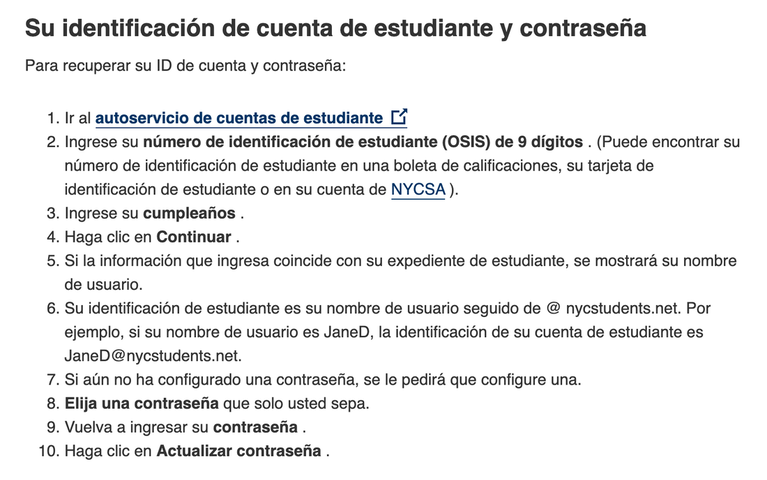 Su identificación de cuenta de estudiante y contraseña
Para recuperar su ID de cuenta y contraseña:
1. Ir al autoservicio de cuentas de estudiante
2. Ingrese su número de identificación de estudiante (OSIS) de 9 dígitos . (Puede encontrar su
número de identificación de estudiante en una boleta de calificaciones, su tarjeta de
identificación de estudiante o en su cuenta de NYCSA ).
3. Ingrese su cumpleaños .
4. Haga clic en Continuar .
5. Si la información que ingresa coincide con su expediente de estudiante, se mostrará su nombre
de usuario.
6. Su identificación de estudiante es su nombre de usuario seguido de @ nycstudents.net. Por
ejemplo, si su nombre de usuario es JaneD, la identificación de su cuenta de estudiante es
JaneD@nycstudents.net.
7. Si aún no ha configurado una contraseña, se le pedirá que configure una.
8. Elija una contraseña que solo usted sepa.
9. Vuelva a ingresar su contraseña .
10. Haga clic en Actualizar contraseña .